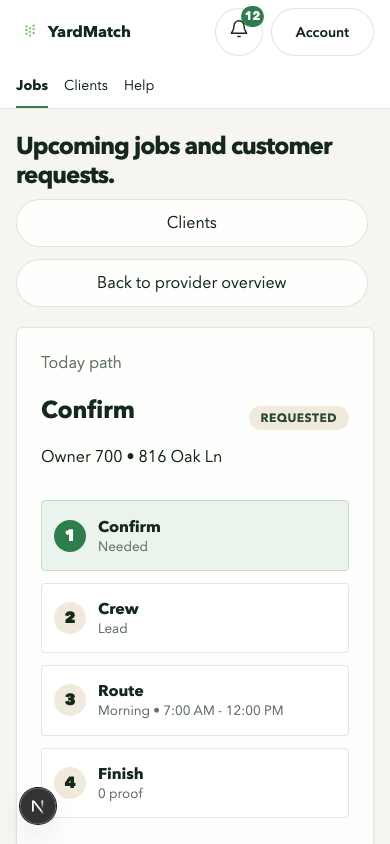 YardMatch
12
Account
Jobs Clients Help
Upcoming jobs and customer
requests.
Clients
Back to provider overview
Today path
Confirm
REQUESTED
Owner 700 • 816 Oak Ln
1
Confirm
Needed
2
Crew
Lead
3
Route
Morning • 7:00 AM - 12:00 PM
4
Finish
0 proof
N